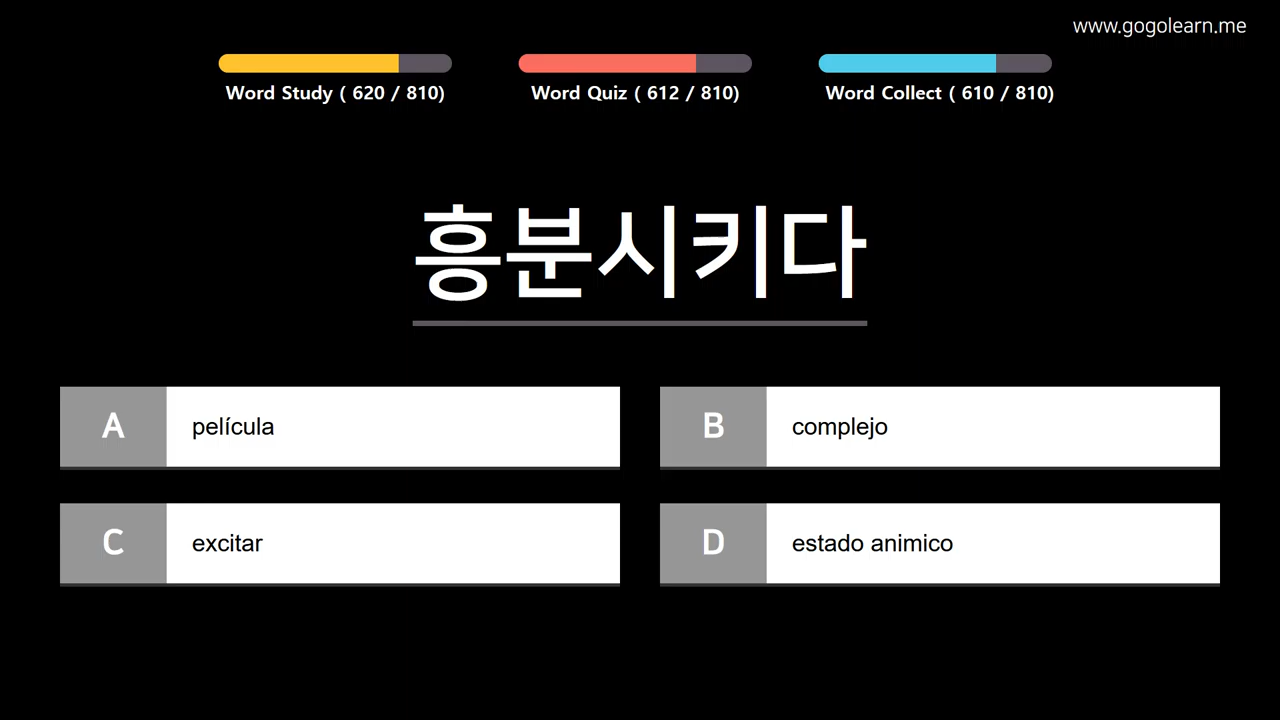 www.gogolearn.me
Word Study ( 620 / 810)
Word Quiz ( 612 / 810)
Word Collect ( 610 / 810)
흥분시키다
A película
B complejo
C excitar
D estado animico